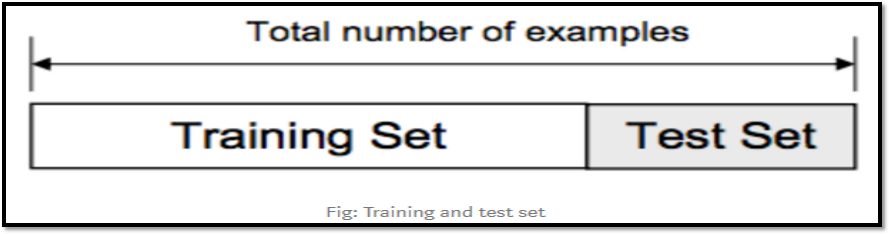 Total number of examples
Training Set
Test Set
Fig: Training and test set